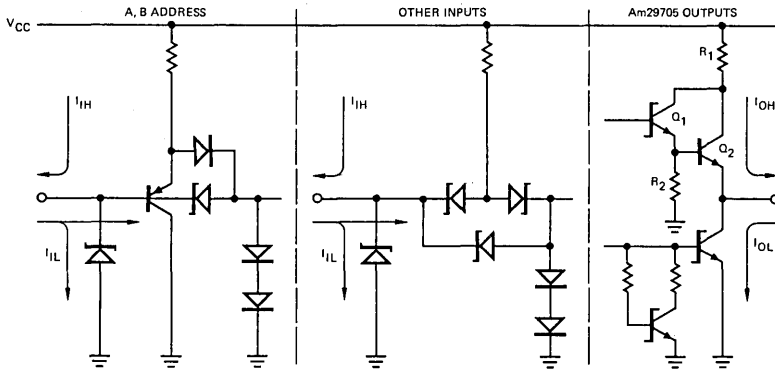 A, B ADDRESS
OTHER INPUTS
Am29705 OUTPUTS
VCC
R1
IIH
IIH
IOH
Q1
Q2
R2
IIL
IIL
IOL